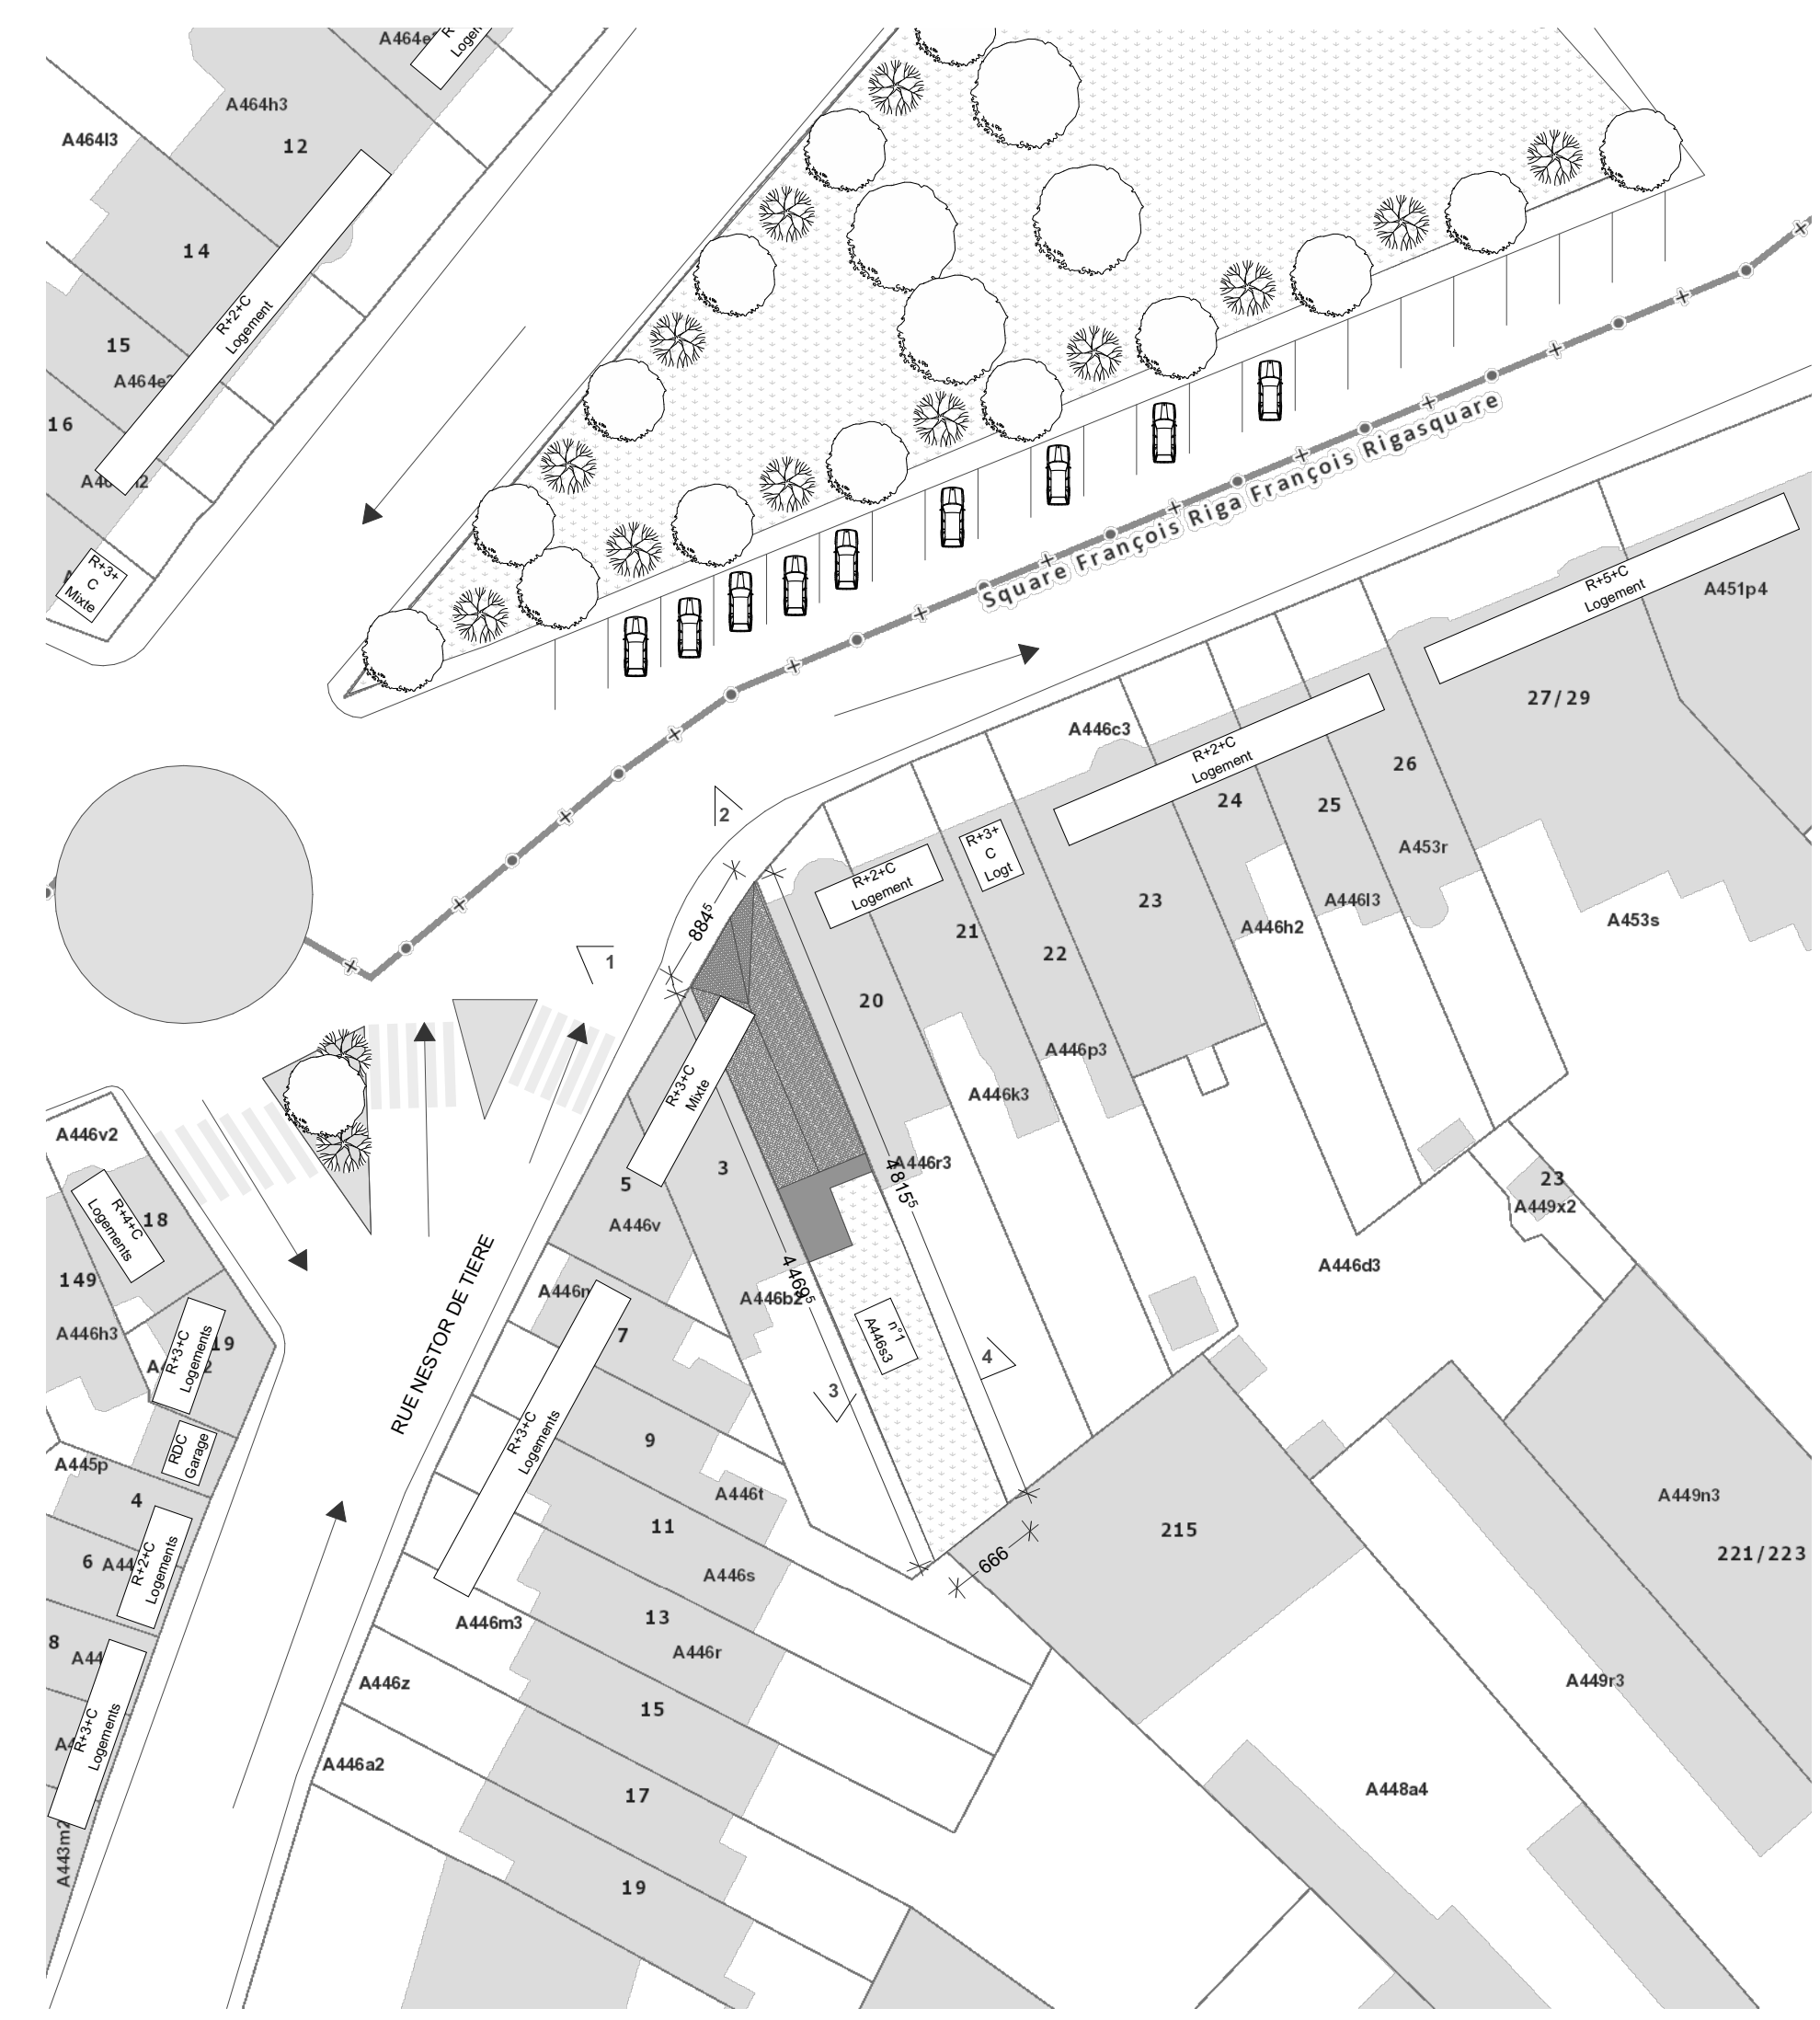 A464e
Logement
A464h3
A464l3
12
14
R+2+C
Logement
15
16
R+3+
C
Mixte
Square François Riga François Rigasquare
R+5+C
Logement
A451p4
27/29
A446c3
R+2+C
Logement
26
24
25
A453r
2
R+2+C
Logement
R+3+
C
Logt
23
A446l3
A453s
A446h2
884⁵
21
22
1
20
A446p3
A446k3
R+3+C
Mixte
A446v2
A446r3
3
5
23
A449x2
4815⁵
R+4+C
Logements
18
A446v
RUE NESTOR DE TIERE
149
A446d3
A446b2
4469⁵
A446h3
R+3+C
Logements
19
7
n°1
A446s3
4
3
R+3+C
Logements
9
RDC
Garage
A445p
4
A446t
A449n3
11
215
221/223
666
6
R+2+C
Logements
A446s
13
A446m3
8
A446r
A446z
A449r3
15
R+3+C
Logements
A446a2
17
A448a4
A443m2
19